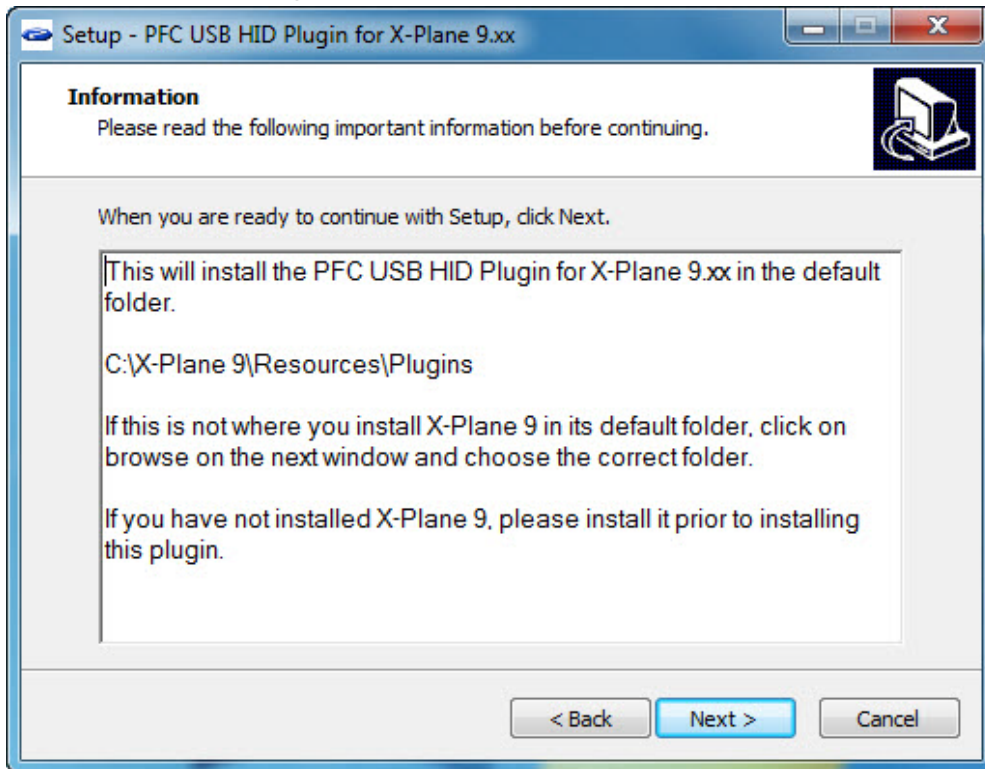 Setup - PFC USB HID Plugin for X-Plane 9.xx
Information
Please read the following important information before continuing.
When you are ready to continue with Setup, click Next.
This will install the PFC USB HID Plugin for X-Plane 9.xx in the default
folder.
C:\X-Plane 9\Resources\Plugins
If this is not where you install X-Plane 9 in its default folder, click on
browse on the next window and choose the correct folder.
If you have not installed X-Plane 9, please install it prior to installing
this plugin.
< Back Next > Cancel